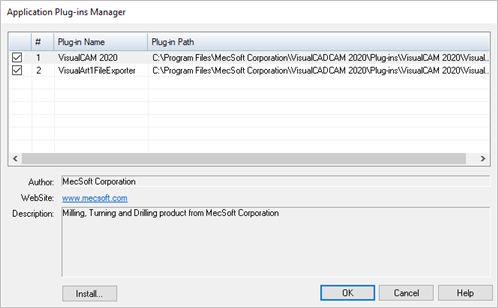 Application Plug-ins Manager
# Plug-in Name Plug-in Path
1 VisualCAM 2020 C:\Program Files\MecSoft Corporation\VisualCADCAM 2020\Plug-ins\VisualCAM 2020\Visual...
2 VisualArt1FileExporter C:\Program Files\MecSoft Corporation\VisualCADCAM 2020\Plug-ins\VisualCAM 2020\Visual...
Author: MecSoft Corporation
WebSite: www.mecsoft.com
Description: Milling, Turning and Drilling product from MecSoft Corporation
Install... OK Cancel Help